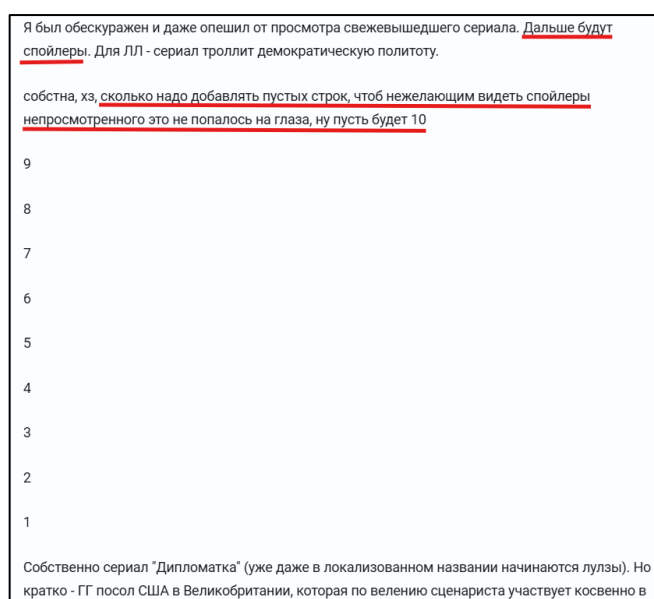 Я был обескуражен и даже опешил от просмотра свежевышедшего сериала. Дальше будут
спойлеры. Для ЛЛ - сериал троллит демократическую политоту.
собстна, хз, сколько надо добавлять пустых строк, чтоб нежелающим видеть спойлеры
непросмотренного это не попалось на глаза, ну пусть будет 10
9
8
7
6
5
4
3
2
1
Собственно сериал "Дипломатка" (уже даже в локализованном названии начинаются лулзы). Но
кратко - ГГ посол США в Великобритании, которая по велению сценариста участвует косвенно в